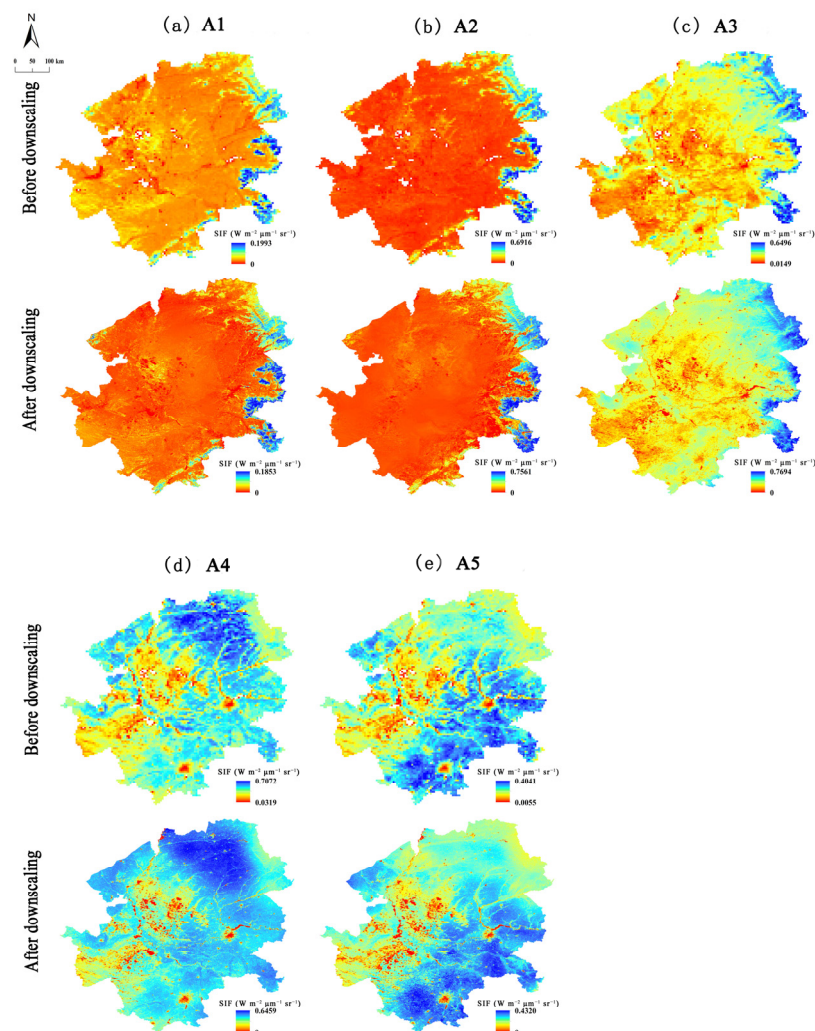 N
0 50 100 km
(a) A1
(b) A2
(c) A3
Before downscaling
SIF (W m⁻² μm⁻¹ sr⁻¹)
0.1993
0
SIF (W m⁻² μm⁻¹ sr⁻¹)
0.6916
0
SIF (W m⁻² μm⁻¹ sr⁻¹)
0.6496
0.0149
After downscaling
SIF (W m⁻² μm⁻¹ sr⁻¹)
0.1853
0
SIF (W m⁻² μm⁻¹ sr⁻¹)
0.7561
0
SIF (W m⁻² μm⁻¹ sr⁻¹)
0.7694
0
(d) A4
(e) A5
Before downscaling
SIF (W m⁻² μm⁻¹ sr⁻¹)
0.7072
0.0319
SIF (W m⁻² μm⁻¹ sr⁻¹)
0.4041
0.0055
After downscaling
SIF (W m⁻² μm⁻¹ sr⁻¹)
0.6459
SIF (W m⁻² μm⁻¹ sr⁻¹)
0.4320